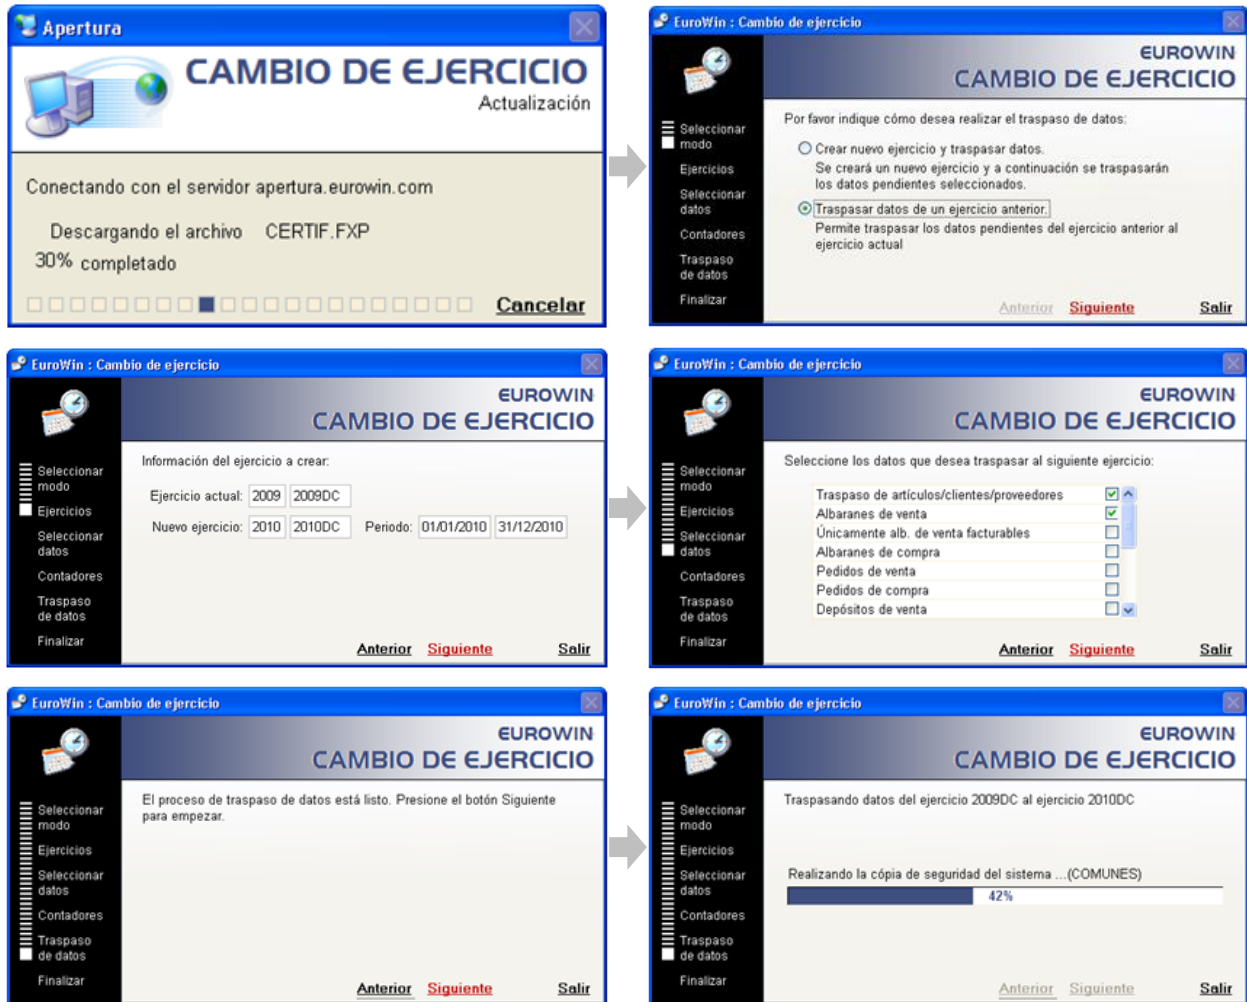 Apertura
CAMBIO DE EJERCICIO
Actualización
Conectando con el servidor apertura.eurowin.com
Descargando el archivo CERTIF.FXP
30% completado
Cancelar
EuroWin : Cambio de ejercicio
EUROWIN
CAMBIO DE EJERCICIO
Seleccionar
modo
Ejercicios
Seleccionar
datos
Contadores
Traspaso
de datos
Finalizar
Por favor indique cómo desea realizar el traspaso de datos:
Crear nuevo ejercicio y traspasar datos.
Se creará un nuevo ejercicio y a continuación se traspasarán
los datos pendientes seleccionados.
Traspasar datos de un ejercicio anterior.
Permite traspasar los datos pendientes del ejercicio anterior al
ejercicio actual
Anterior Siguiente Salir
EuroWin : Cambio de ejercicio
EUROWIN
CAMBIO DE EJERCICIO
Seleccionar
modo
Ejercicios
Seleccionar
datos
Contadores
Traspaso
de datos
Finalizar
Información del ejercicio a crear:
Ejercicio actual: 2009 2009DC
Nuevo ejercicio: 2010 2010DC Periodo: 01/01/2010 31/12/2010
Anterior Siguiente Salir
EuroWin : Cambio de ejercicio
EUROWIN
CAMBIO DE EJERCICIO
Seleccionar
modo
Ejercicios
Seleccionar
datos
Contadores
Traspaso
de datos
Finalizar
Seleccione los datos que desea traspasar al siguiente ejercicio:
Traspaso de artículos/clientes/proveedores
Albaranes de venta
Únicamente alb. de venta facturables
Albaranes de compra
Pedidos de venta
Pedidos de compra
Depósitos de venta
Anterior Siguiente Salir
EuroWin : Cambio de ejercicio
EUROWIN
CAMBIO DE EJERCICIO
Seleccionar
modo
Ejercicios
Seleccionar
datos
Contadores
Traspaso
de datos
Finalizar
El proceso de traspaso de datos está listo. Presione el botón Siguiente
para empezar.
Anterior Siguiente Salir
EuroWin : Cambio de ejercicio
EUROWIN
CAMBIO DE EJERCICIO
Seleccionar
modo
Ejercicios
Seleccionar
datos
Contadores
Traspaso
de datos
Finalizar
Traspasando datos del ejercicio 2009DC al ejercicio 2010DC
Realizando la cópia de seguridad del sistema ...(COMUNES)
42%
Anterior Siguiente Salir